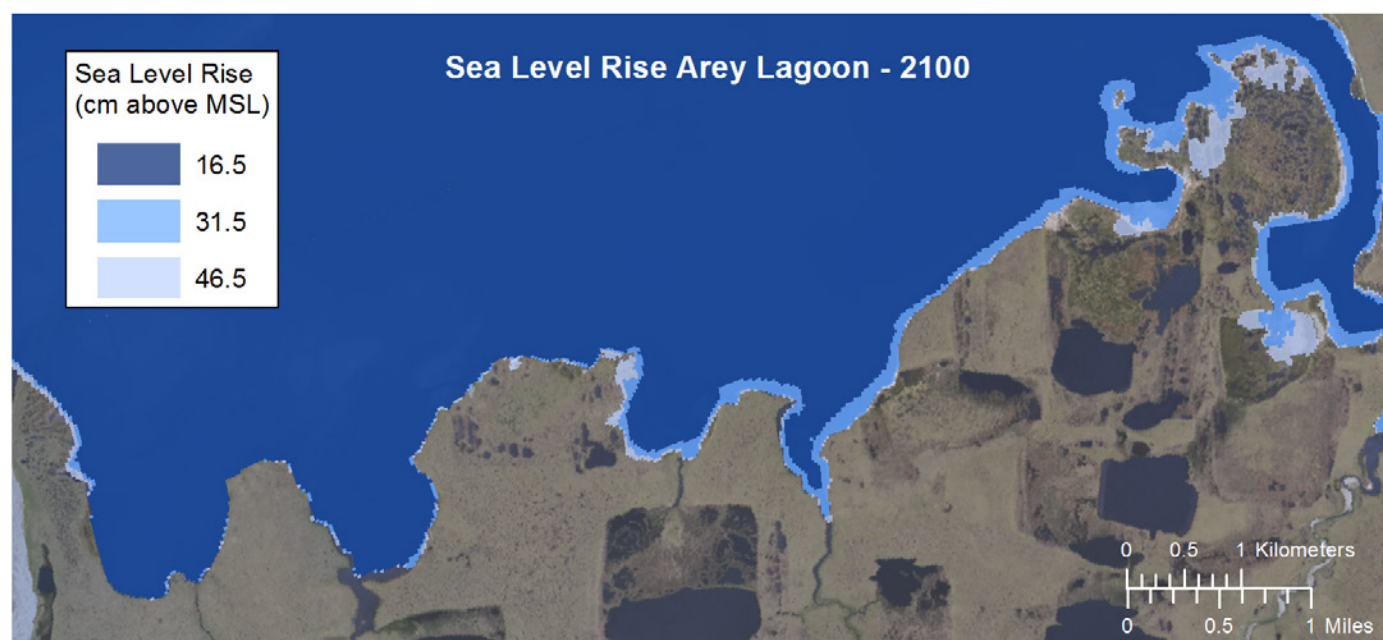 Sea Level Rise Arey Lagoon - 2100
Sea Level Rise
(cm above MSL)
16.5
31.5
46.5
0 0.5 1 Kilometers
0 0.5 1 Miles